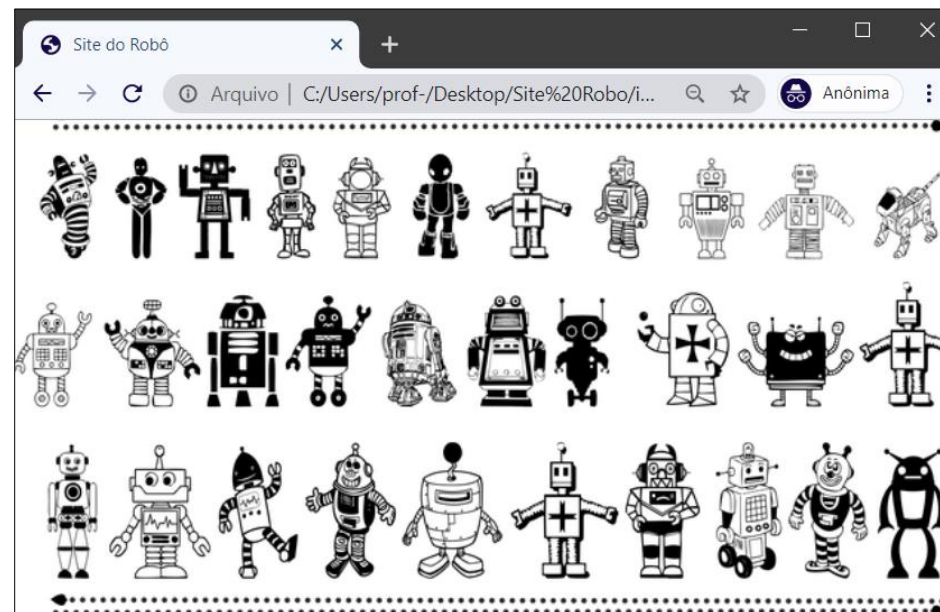 Site do Robô
Arquivo | C:/Users/prof-/Desktop/Site%20Robo/i...
Anônima